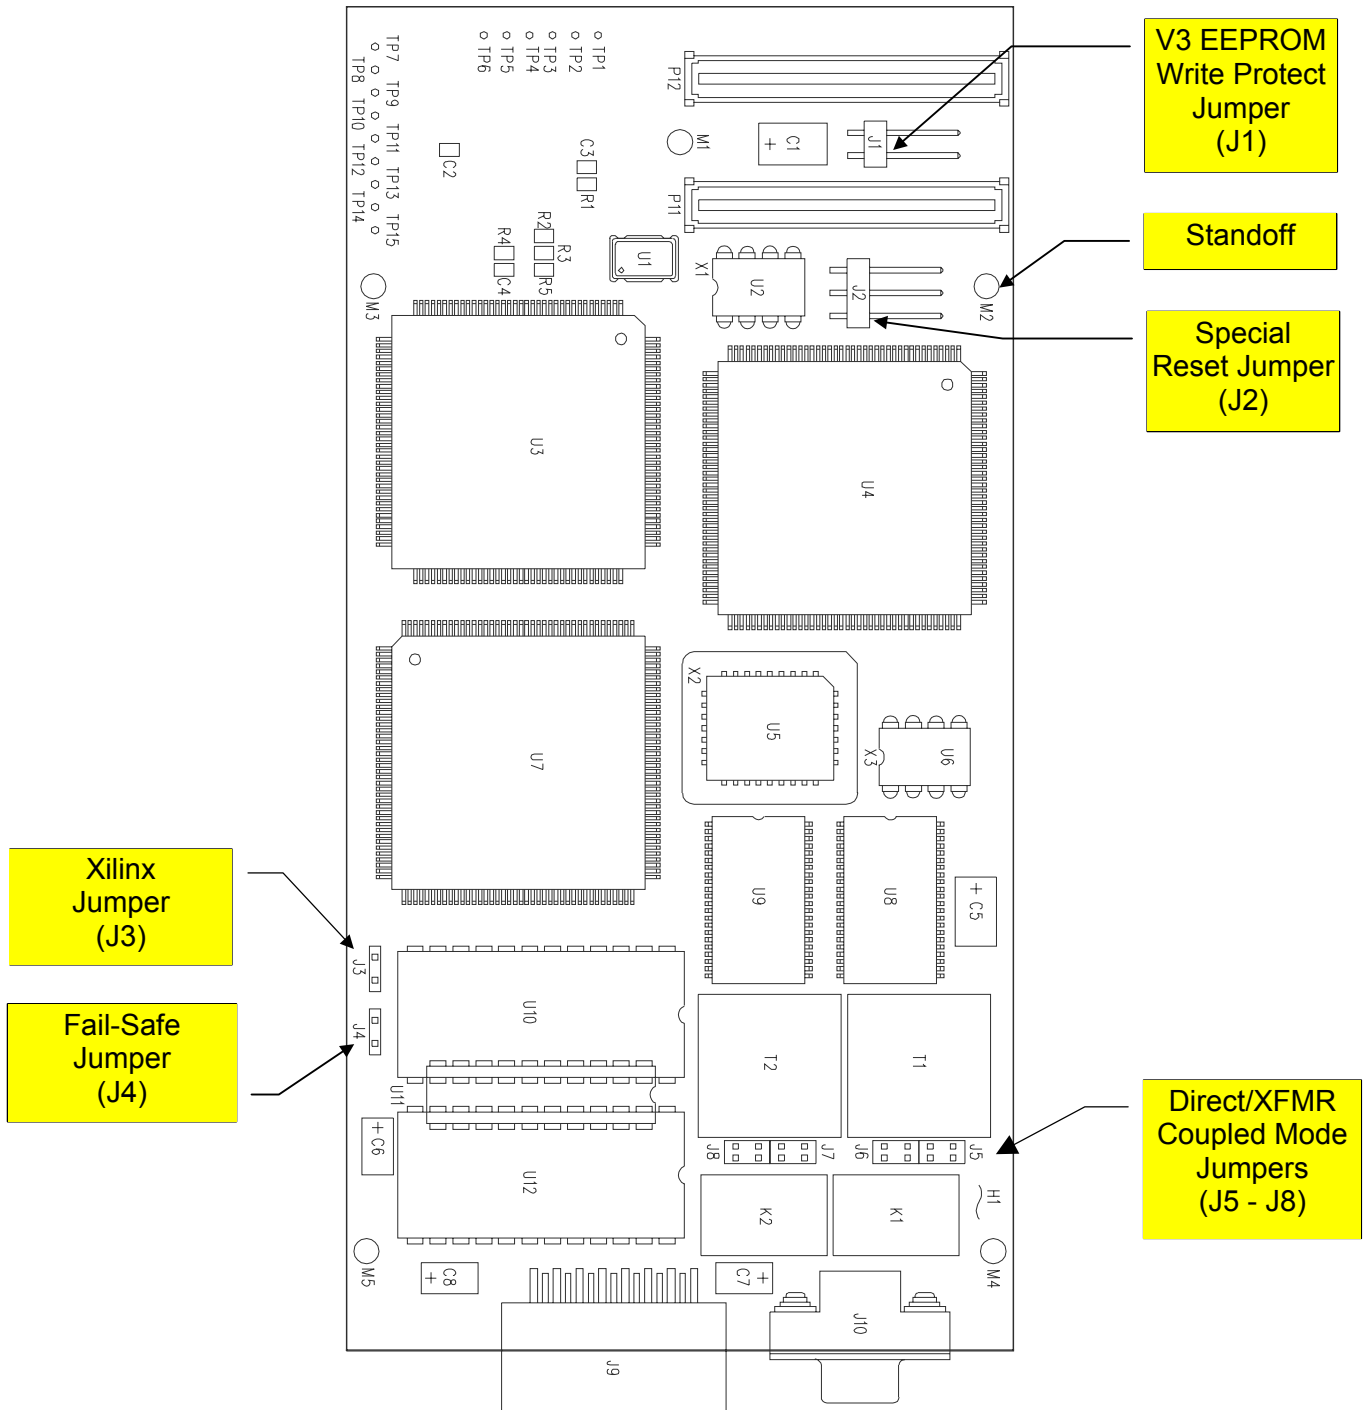 V3 EEPROM
Write Protect
Jumper
(J1)
Standoff
Special
Reset Jumper
(J2)
Xilinx
Jumper
(J3)
Fail-Safe
Jumper
(J4)
Direct/XFMR
Coupled Mode
Jumpers
(J5 - J8)
TP7
TP8
TP9
TP10
TP11
TP12
TP13
TP14
TP15
TP6
TP5
TP4
TP3
TP2
TP1
P12
M1
+ C1
J1
C2
C3
R1
P11
R2
R4
R3
C4
R5
U1
X1
U2
J2
M3
M2
U3
U4
X2
U5
X3
U6
U7
U9
U8
+ C5
J3
J4
U10
U11
U12
T2
T1
+ C6
J8
J7
J6
J5
K2
K1
H1
M5
M4
+ C8
C7 +
J9
J10